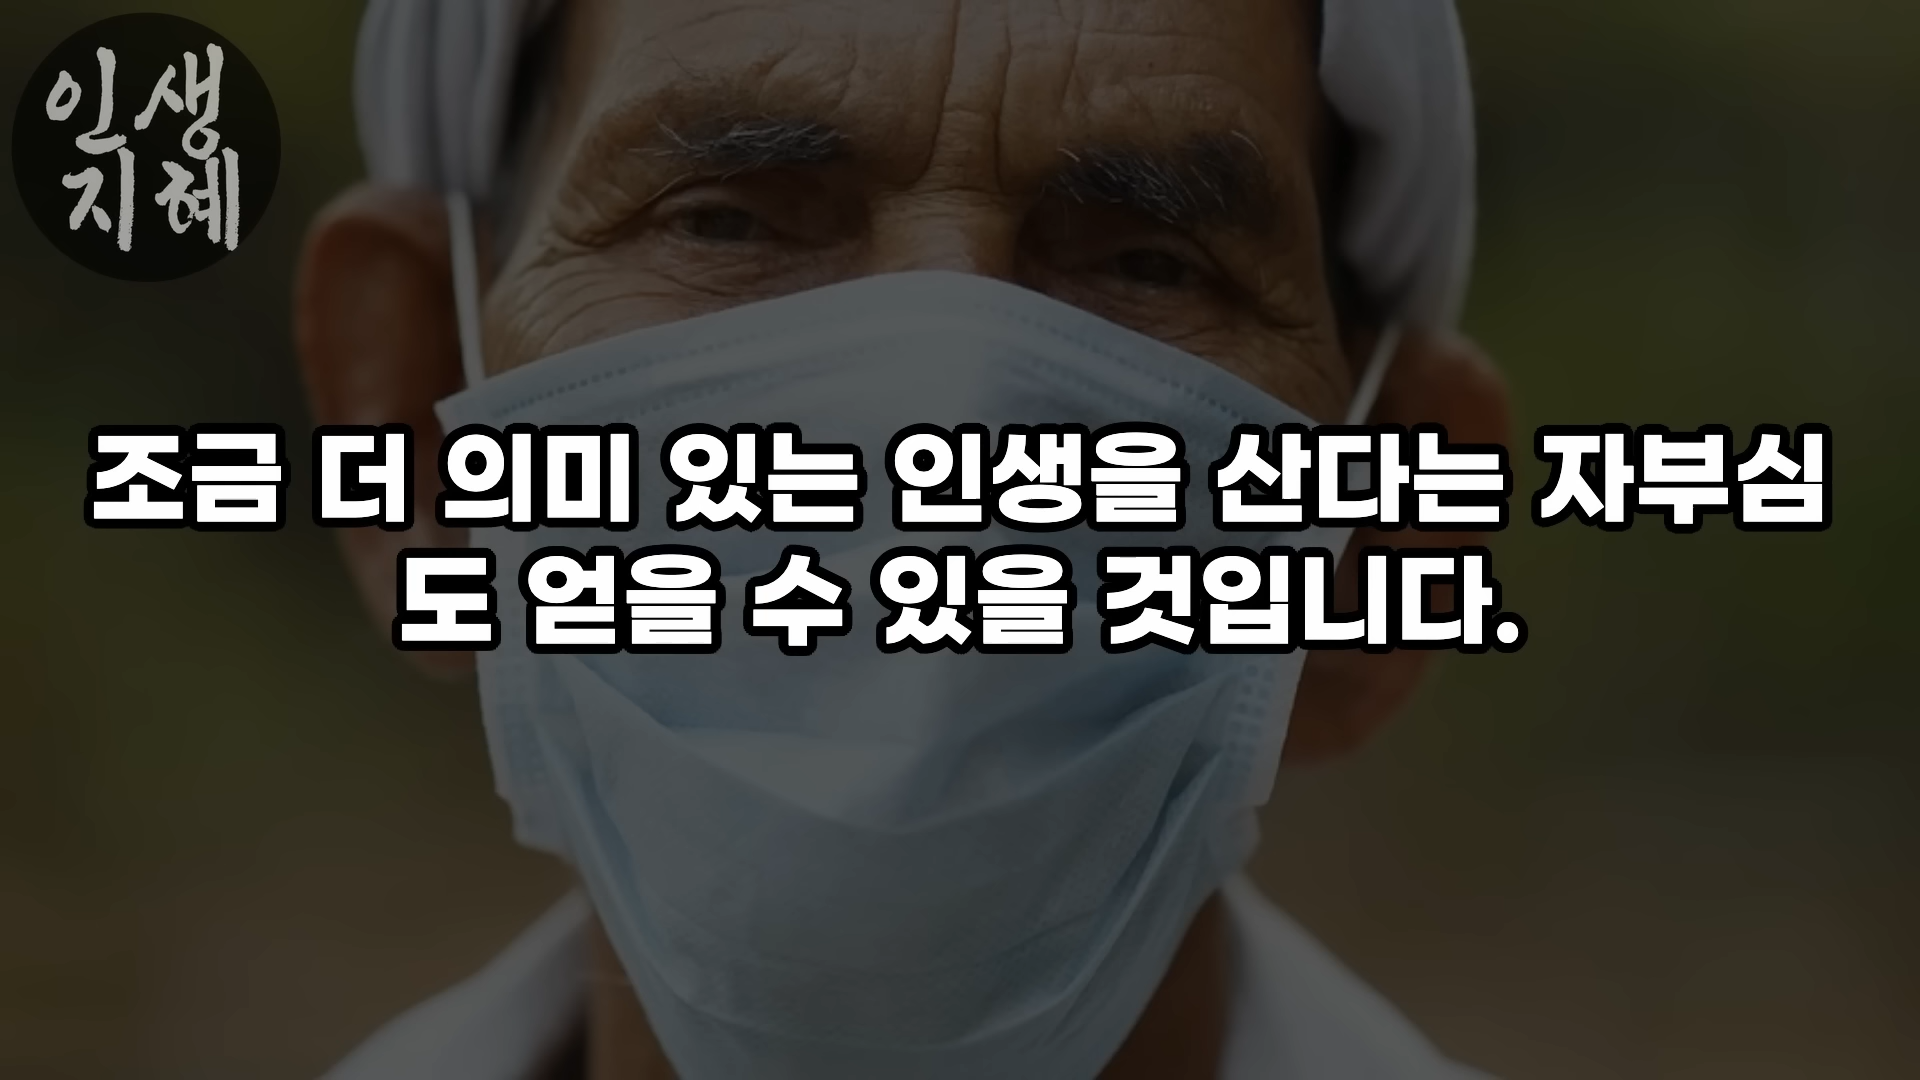 인생
지혜
조금 더 의미 있는 인생을 산다는 자부심
도 얻을 수 있을 것입니다.